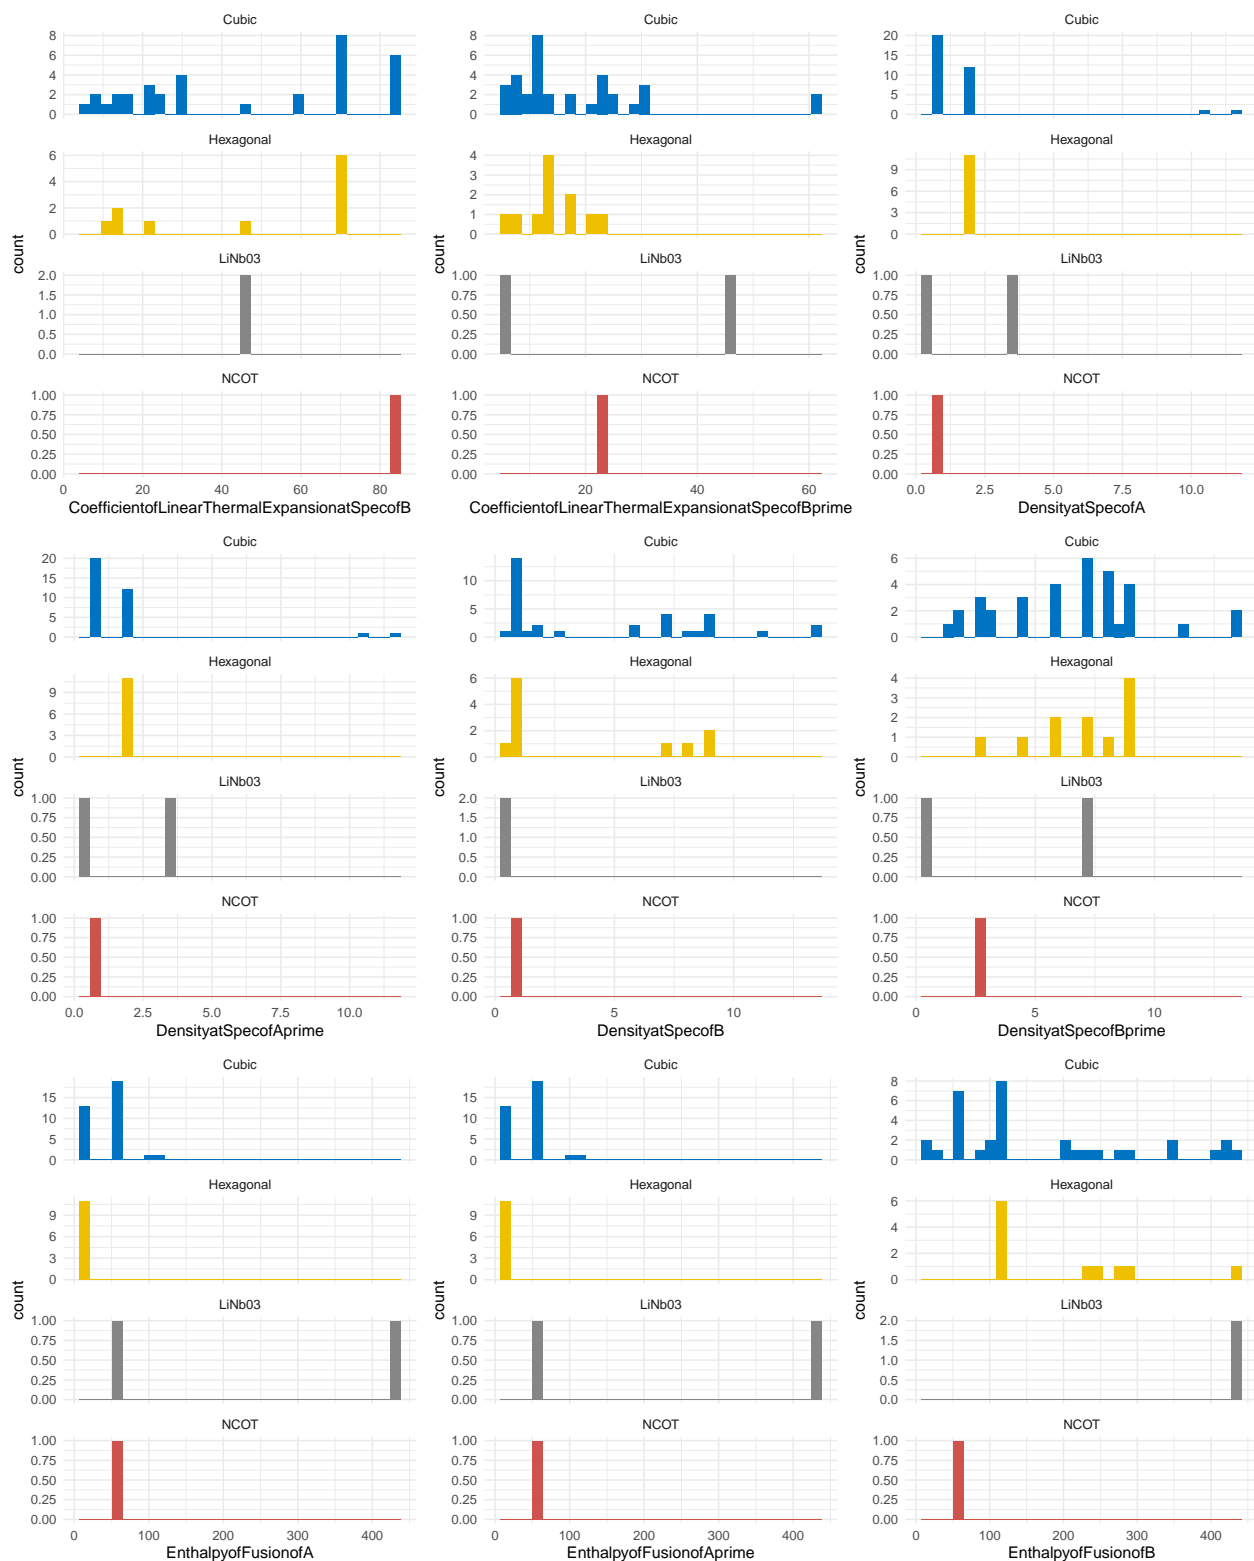 Cubic
8
6
4
2
0
Hexagonal
6
4
2
0
LiNb03
2.0
1.5
1.0
0.5
0.0
NCOT
1.00
0.75
0.50
0.25
0.00
count
0 20 40 60 80
CoefficientofLinearThermalExpansionatSpecofB
Cubic
8
6
4
2
0
Hexagonal
4
3
2
1
0
LiNb03
1.00
0.75
0.50
0.25
0.00
NCOT
1.00
0.75
0.50
0.25
0.00
count
20 40 60
CoefficientofLinearThermalExpansionatSpecofBprime
Cubic
20
15
10
5
0
Hexagonal
9
6
3
0
LiNb03
1.00
0.75
0.50
0.25
0.00
NCOT
1.00
0.75
0.50
0.25
0.00
count
0.0 2.5 5.0 7.5 10.0
DensityatSpecofA
Cubic
20
15
10
5
0
Hexagonal
9
6
3
0
LiNb03
1.00
0.75
0.50
0.25
0.00
NCOT
1.00
0.75
0.50
0.25
0.00
count
0.0 2.5 5.0 7.5 10.0
DensityatSpecofAprime
Cubic
10
5
0
Hexagonal
6
4
2
0
LiNb03
2.0
1.5
1.0
0.5
0.0
NCOT
1.00
0.75
0.50
0.25
0.00
count
0 5 10
DensityatSpecofB
Cubic
6
4
2
0
Hexagonal
4
3
2
1
0
LiNb03
1.00
0.75
0.50
0.25
0.00
NCOT
1.00
0.75
0.50
0.25
0.00
count
0 5 10
DensityatSpecofBprime
Cubic
15
10
5
0
Hexagonal
9
6
3
0
LiNb03
1.00
0.75
0.50
0.25
0.00
NCOT
1.00
0.75
0.50
0.25
0.00
count
0 100 200 300 400
EnthalpyofFusionofA
Cubic
15
10
5
0
Hexagonal
9
6
3
0
LiNb03
1.00
0.75
0.50
0.25
0.00
NCOT
1.00
0.75
0.50
0.25
0.00
count
0 100 200 300 400
EnthalpyofFusionofAprime
Cubic
8
6
4
2
0
Hexagonal
6
4
2
0
LiNb03
2.0
1.5
1.0
0.5
0.0
NCOT
1.00
0.75
0.50
0.25
0.00
count
0 100 200 300 400
EnthalpyofFusionofB